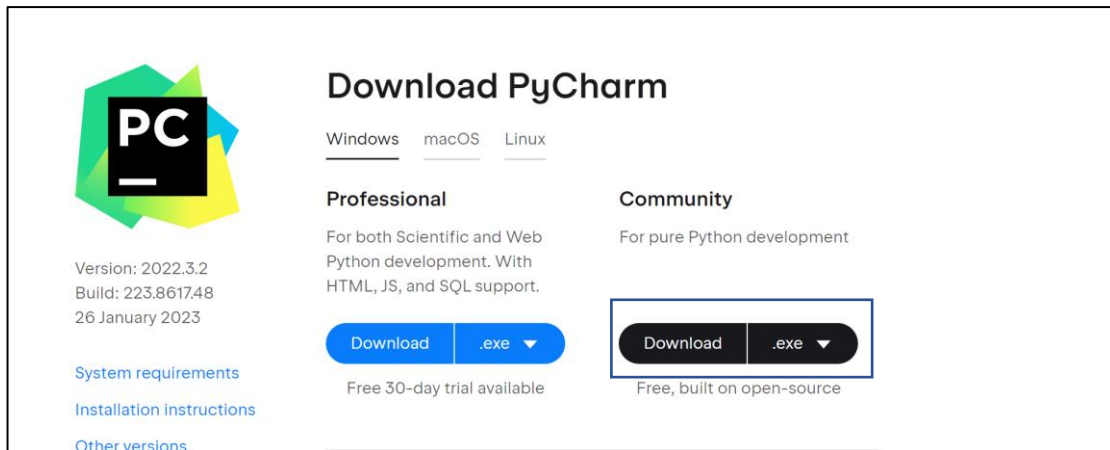 PC
Download PyCharm
Windows macOS Linux
Professional
For both Scientific and Web
Python development. With
HTML, JS, and SQL support.
Download .exe
Free 30-day trial available
Community
For pure Python development
Download .exe
Free, built on open-source
Version: 2022.3.2
Build: 223.8617.48
26 January 2023
System requirements
Installation instructions
Other versions